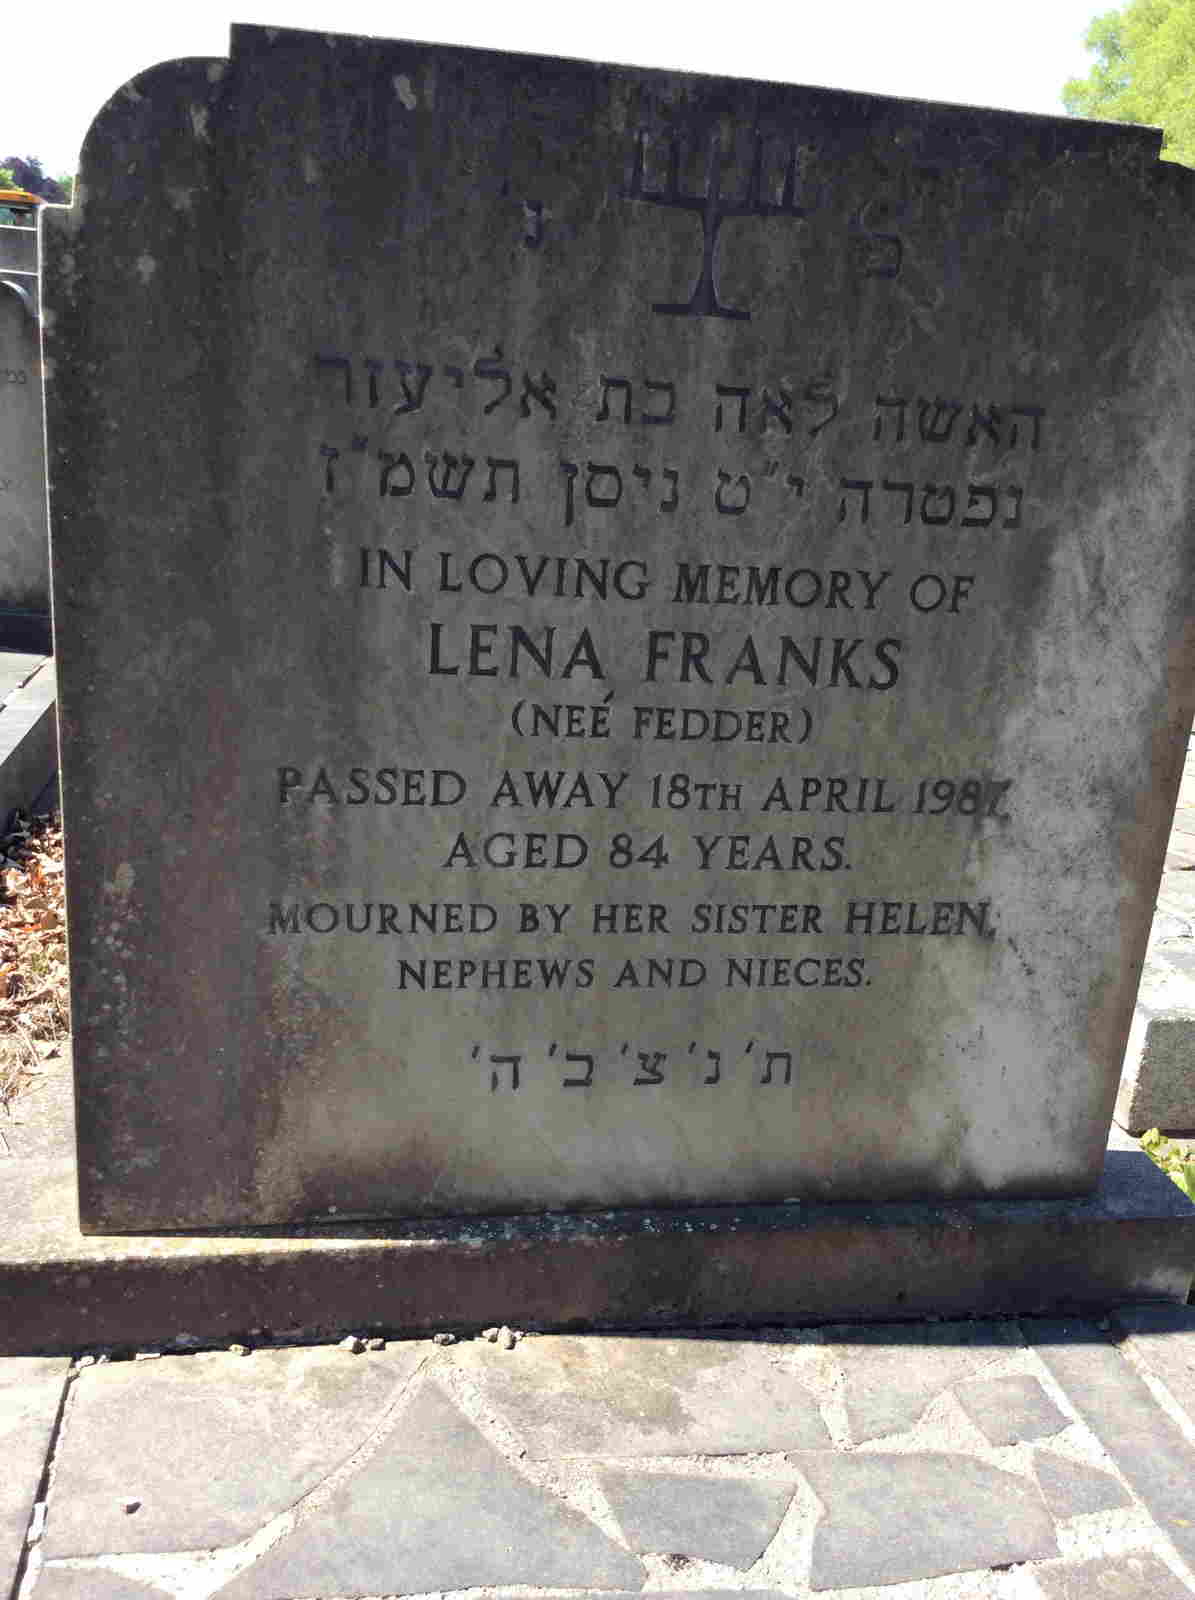 פ נ
האשה לאה בת אליעזר
נפטרה י"ט ניסן תשמ"ז
IN LOVING MEMORY OF
LENA FRANKS
(NEÉ FEDDER)
PASSED AWAY 18TH APRIL 1987.
AGED 84 YEARS.
MOURNED BY HER SISTER HELEN,
NEPHEWS AND NIECES.
ת' נ' צ' ב' ה'